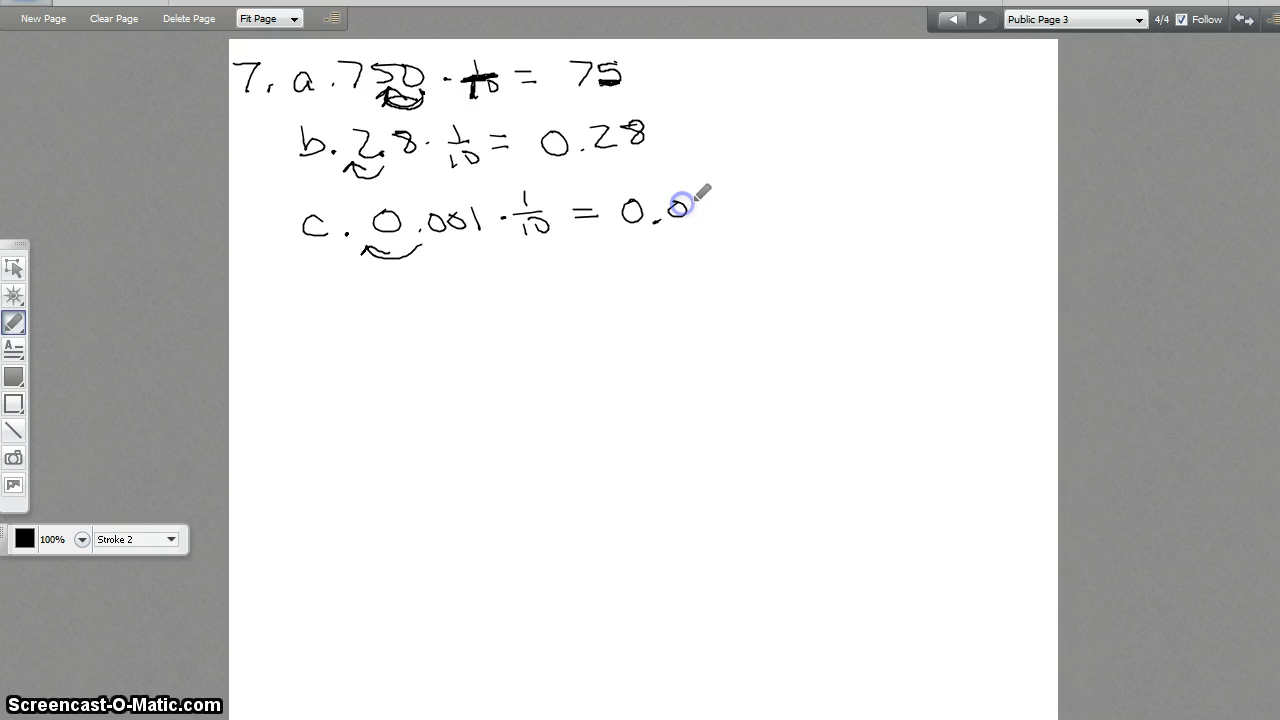 New Page Clear Page Delete Page Fit Page Public Page 3 4/4 Follow
7. a. 750 · 1/10 = 75
b. 2.8 · 1/10 = 0.28
c. 0.001 · 1/10 = 0.0
A
100% Stroke 2
Screencast-O-Matic.com